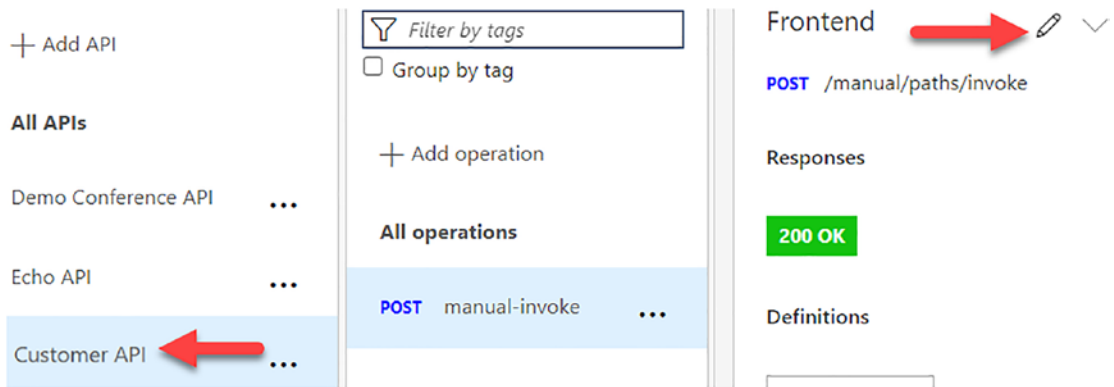 + Add API
All APIs
Demo Conference API ...
Echo API ...
Customer API ...
Filter by tags
Group by tag
+ Add operation
All operations
POST manual-invoke ...
Frontend
POST /manual/paths/invoke
Responses
200 OK
Definitions